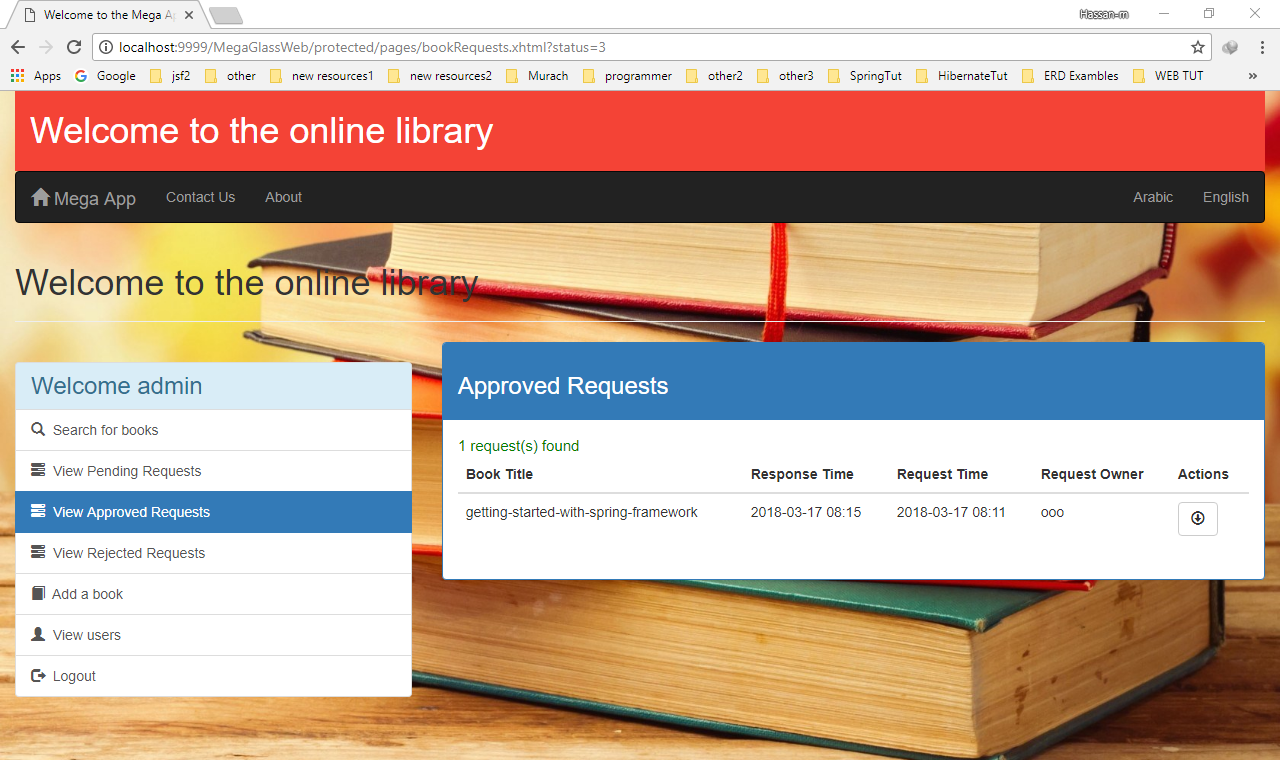 Welcome to the Mega A
Hassan-m
localhost:9999/MegaGlassWeb/protected/pages/bookRequests.xhtml?status=3
Apps Google jsf2 other new resources1 new resources2 Murach programmer other2 other3 SpringTut HibernateTut ERD Exambles WEB TUT »
Welcome to the online library
Mega App Contact Us About Arabic English
Welcome to the online library
Welcome admin
Search for books
View Pending Requests
View Approved Requests
View Rejected Requests
Add a book
View users
Logout
Approved Requests
1 request(s) found
Book Title Response Time Request Time Request Owner Actions
getting-started-with-spring-framework 2018-03-17 08:15 2018-03-17 08:11 ooo